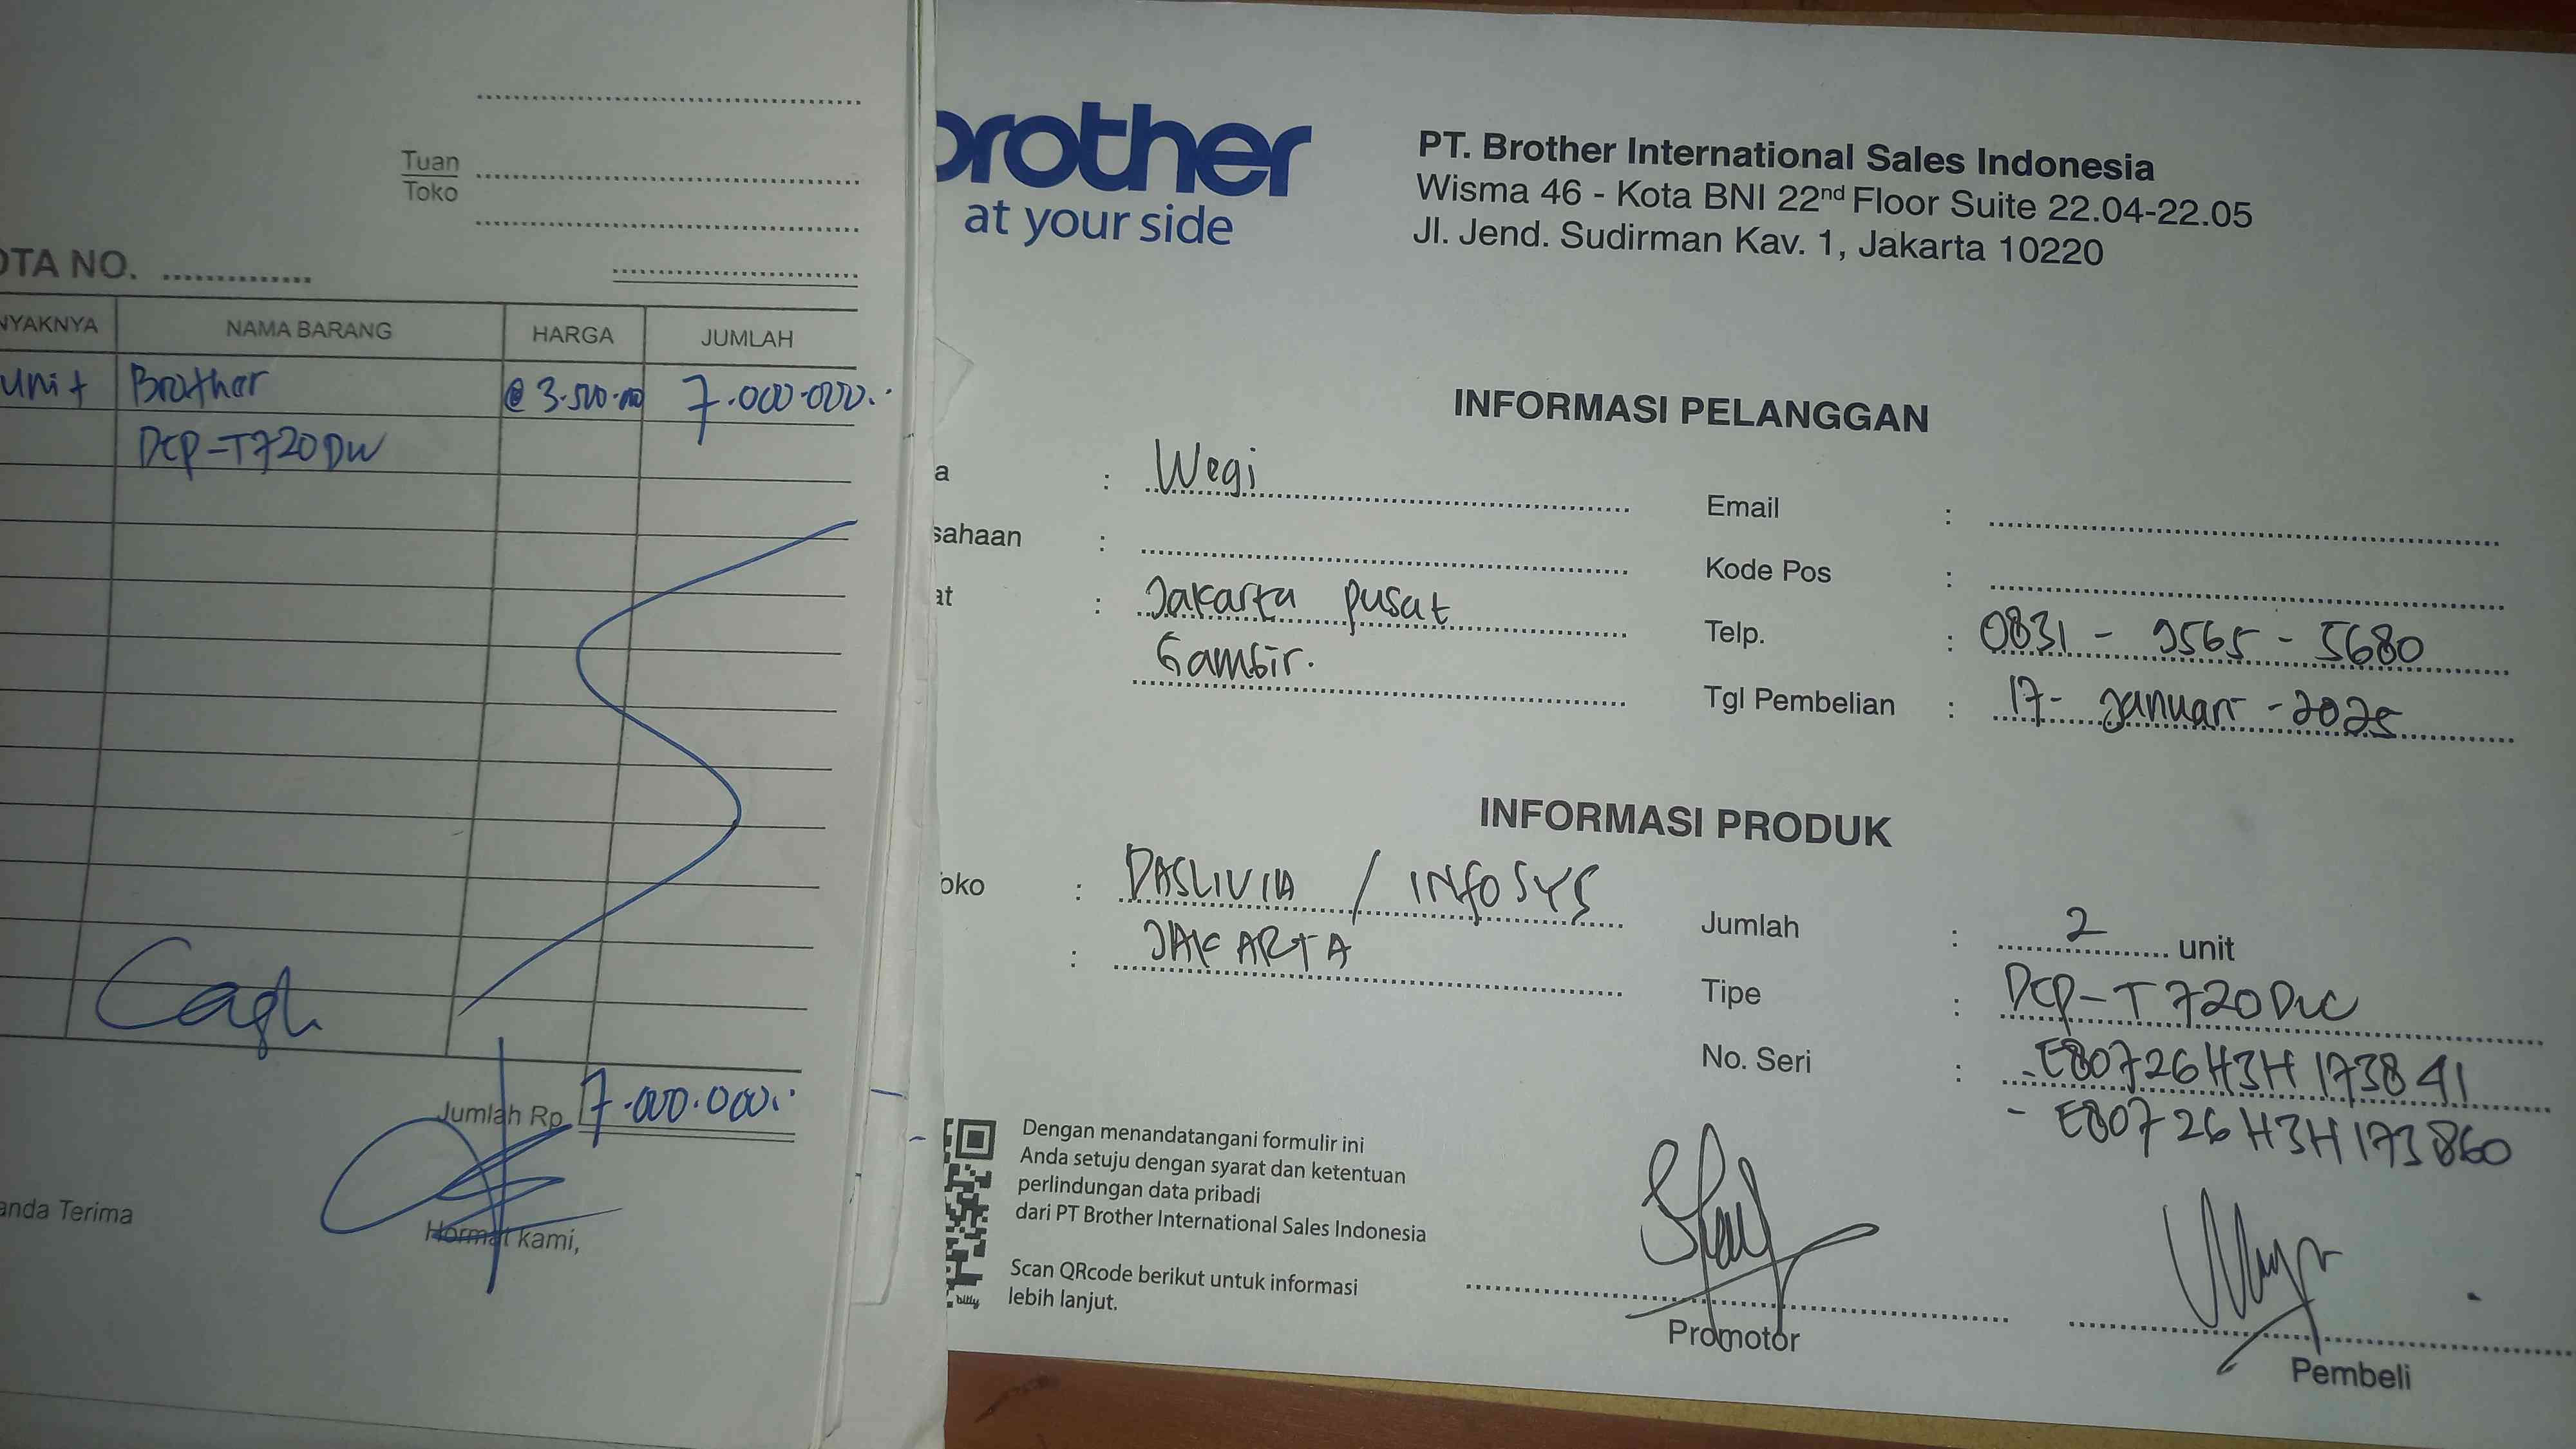 Tuan
Toko
OTA NO. ...............
NYAKNYA NAMA BARANG HARGA JUMLAH
unit Brother @ 3.500.000 7.000.000.-
DCP-T720DW
Cash
Jumlah Rp 7.000.000.-
anda Terima
Hormat kami,
brother
at your side
PT. Brother International Sales Indonesia
Wisma 46 - Kota BNI 22nd Floor Suite 22.04-22.05
Jl. Jend. Sudirman Kav. 1, Jakarta 10220
INFORMASI PELANGGAN
a : Wegi
sahaan :
at : Jakarta pusat
Gambir.
Email :
Kode Pos :
Telp. : 0831 - 9565 - 5680
Tgl Pembelian : 17- Januari -2025
INFORMASI PRODUK
oko : DASLIVIA / INFOSYS
: JAKARTA
Jumlah : 2 unit
Tipe : DCP-T720DW
No. Seri : - E80726H3H173841
- E80726H3H173860
Dengan menandatangani formulir ini
Anda setuju dengan syarat dan ketentuan
perlindungan data pribadi
dari PT Brother International Sales Indonesia
Scan QRcode berikut untuk informasi
lebih lanjut.
bitly
Promotor
Pembeli